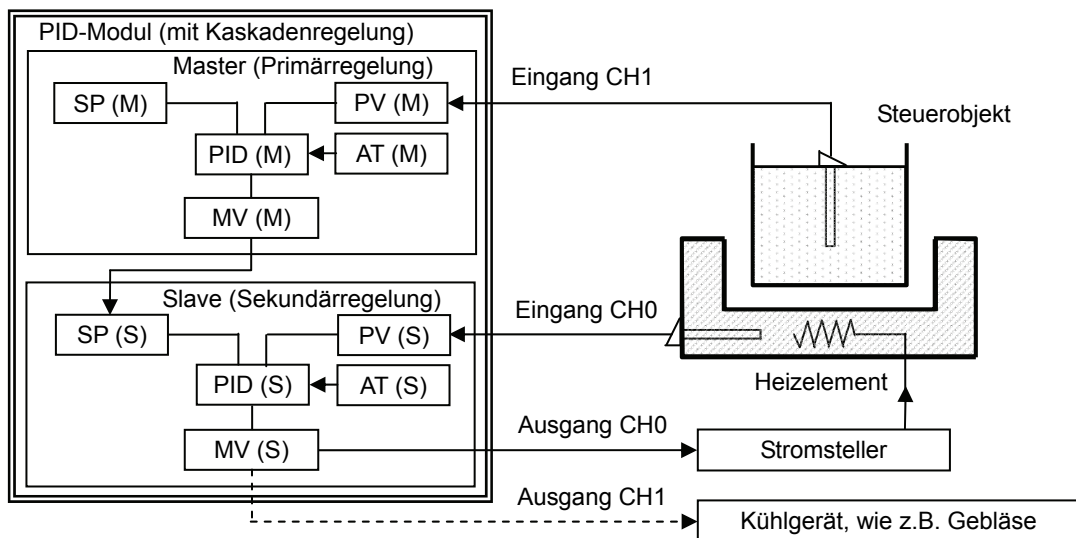 PID-Modul (mit Kaskadenregelung)
Master (Primärregelung)
SP (M)
PV (M)
PID (M)
AT (M)
MV (M)
Eingang CH1
Steuerobjekt
Slave (Sekundärregelung)
SP (S)
PV (S)
PID (S)
AT (S)
MV (S)
Eingang CH0
Heizelement
Ausgang CH0
Stromsteller
Ausgang CH1
Kühlgerät, wie z.B. Gebläse